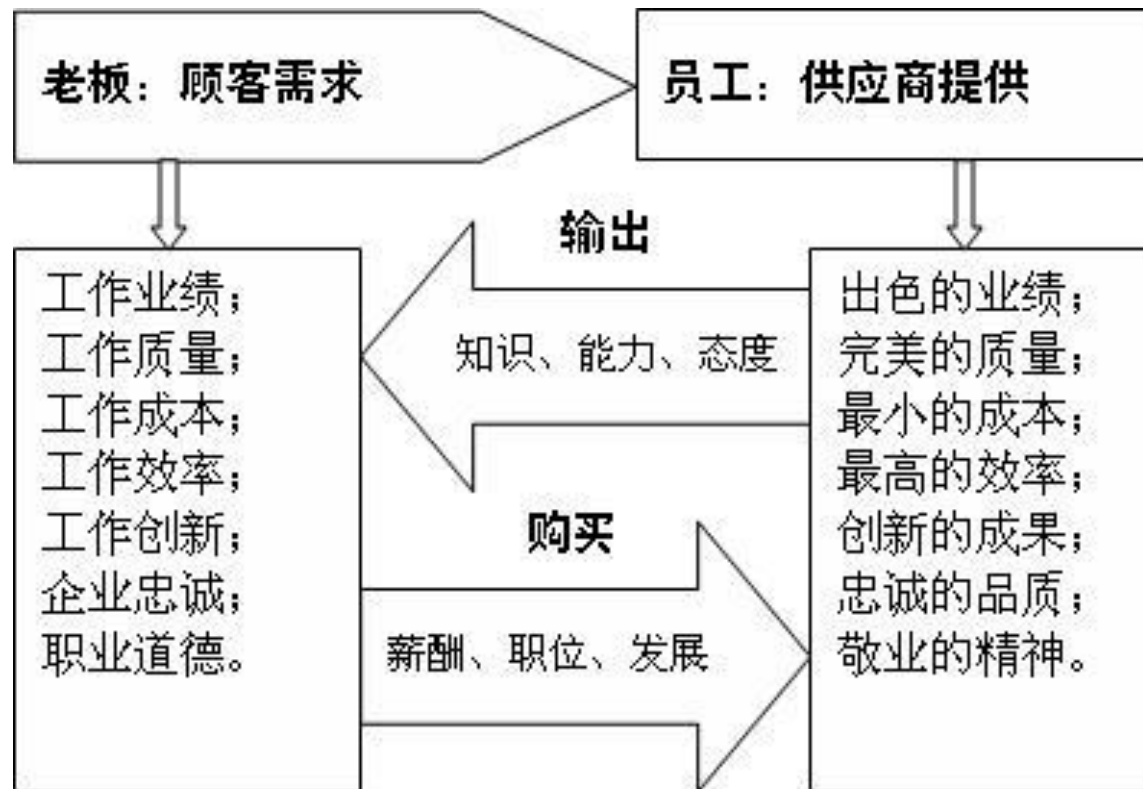 老板：顾客需求
员工：供应商提供
输出
知识、能力、态度
购买
薪酬、职位、发展
工作业绩；
工作质量；
工作成本；
工作效率；
工作创新；
企业忠诚；
职业道德。
出色的业绩；
完美的质量；
最小的成本；
最高的效率；
创新的成果；
忠诚的品质；
敬业的精神。